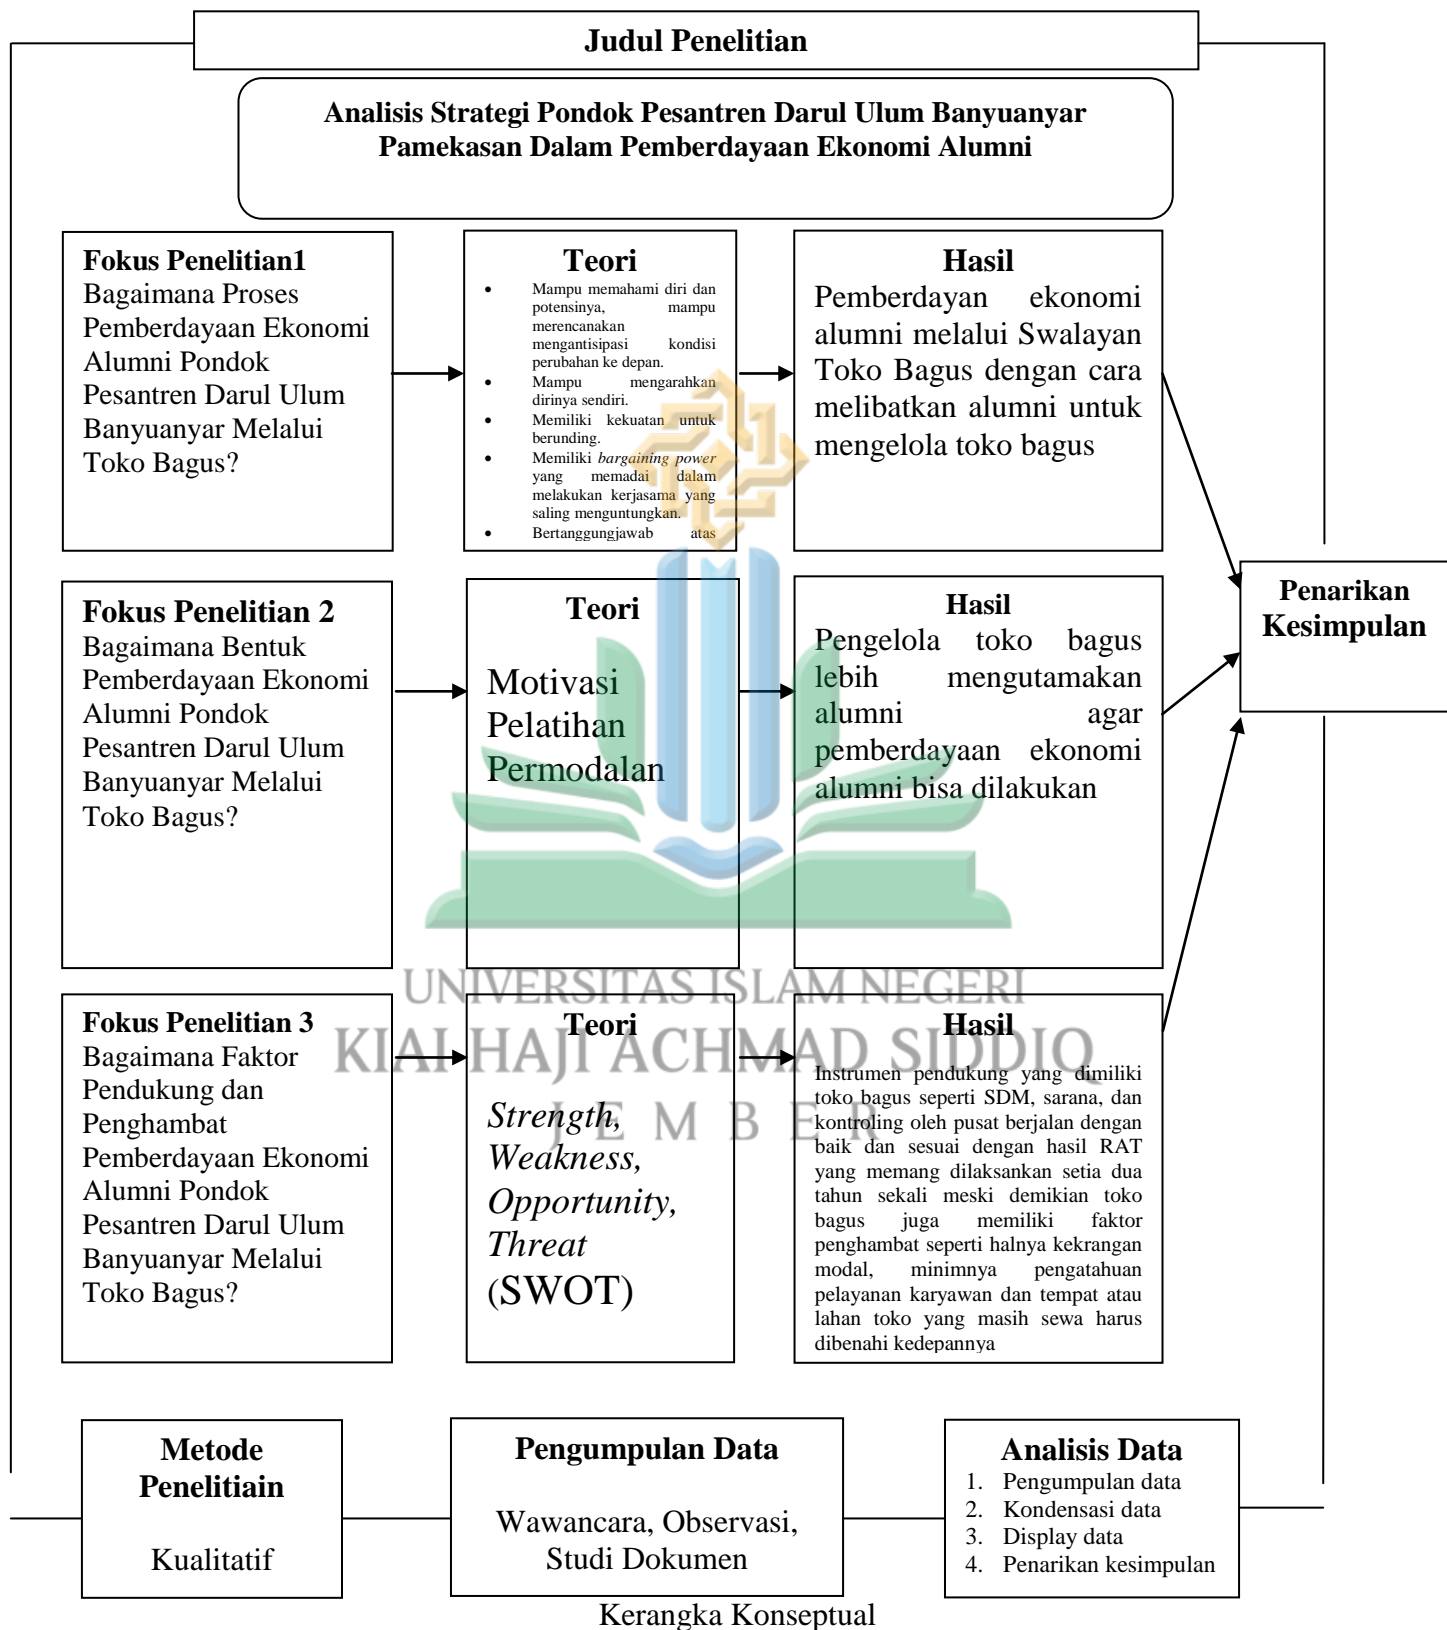 Judul Penelitian
Analisis Strategi Pondok Pesantren Darul Ulum Banyuanyar
Pamekasan Dalam Pemberdayaan Ekonomi Alumni
Fokus Penelitian1
Bagaimana Proses
Pemberdayaan Ekonomi
Alumni Pondok
Pesantren Darul Ulum
Banyuanyar Melalui
Toko Bagus?
Teori
• Mampu memahami diri dan
potensinya, mampu
merencanakan
mengantisipasi kondisi
perubahan ke depan.
• Mampu mengarahkan
dirinya sendiri.
• Memiliki kekuatan untuk
berunding.
• Memiliki bargaining power
yang memadai dalam
melakukan kerjasama yang
saling menguntungkan.
• Bertanggungjawab atas
Hasil
Pemberdayan ekonomi
alumni melalui Swalayan
Toko Bagus dengan cara
melibatkan alumni untuk
mengelola toko bagus
Fokus Penelitian 2
Bagaimana Bentuk
Pemberdayaan Ekonomi
Alumni Pondok
Pesantren Darul Ulum
Banyuanyar Melalui
Toko Bagus?
Teori
Motivasi
Pelatihan
Permodalan
Hasil
Pengelola toko bagus
lebih mengutamakan
alumni agar
pemberdayaan ekonomi
alumni bisa dilakukan
Penarikan
Kesimpulan
Fokus Penelitian 3
Bagaimana Faktor
Pendukung dan
Penghambat
Pemberdayaan Ekonomi
Alumni Pondok
Pesantren Darul Ulum
Banyuanyar Melalui
Toko Bagus?
Teori
Strength,
Weakness,
Opportunity,
Threat
(SWOT)
Hasil
Instrumen pendukung yang dimiliki
toko bagus seperti SDM, sarana, dan
kontroling oleh pusat berjalan dengan
baik dan sesuai dengan hasil RAT
yang memang dilaksankan setia dua
tahun sekali meski demikian toko
bagus juga memiliki faktor
penghambat seperti halnya kekrangan
modal, minimnya pengatahuan
pelayanan karyawan dan tempat atau
lahan toko yang masih sewa harus
dibenahi kedepannya
UNIVERSITAS ISLAM NEGERI
KIAI HAJI ACHMAD SIDDIQ
JEMBER
Metode
Penelitiain
Kualitatif
Pengumpulan Data
Wawancara, Observasi,
Studi Dokumen
Analisis Data
1. Pengumpulan data
2. Kondensasi data
3. Display data
4. Penarikan kesimpulan
Kerangka Konseptual